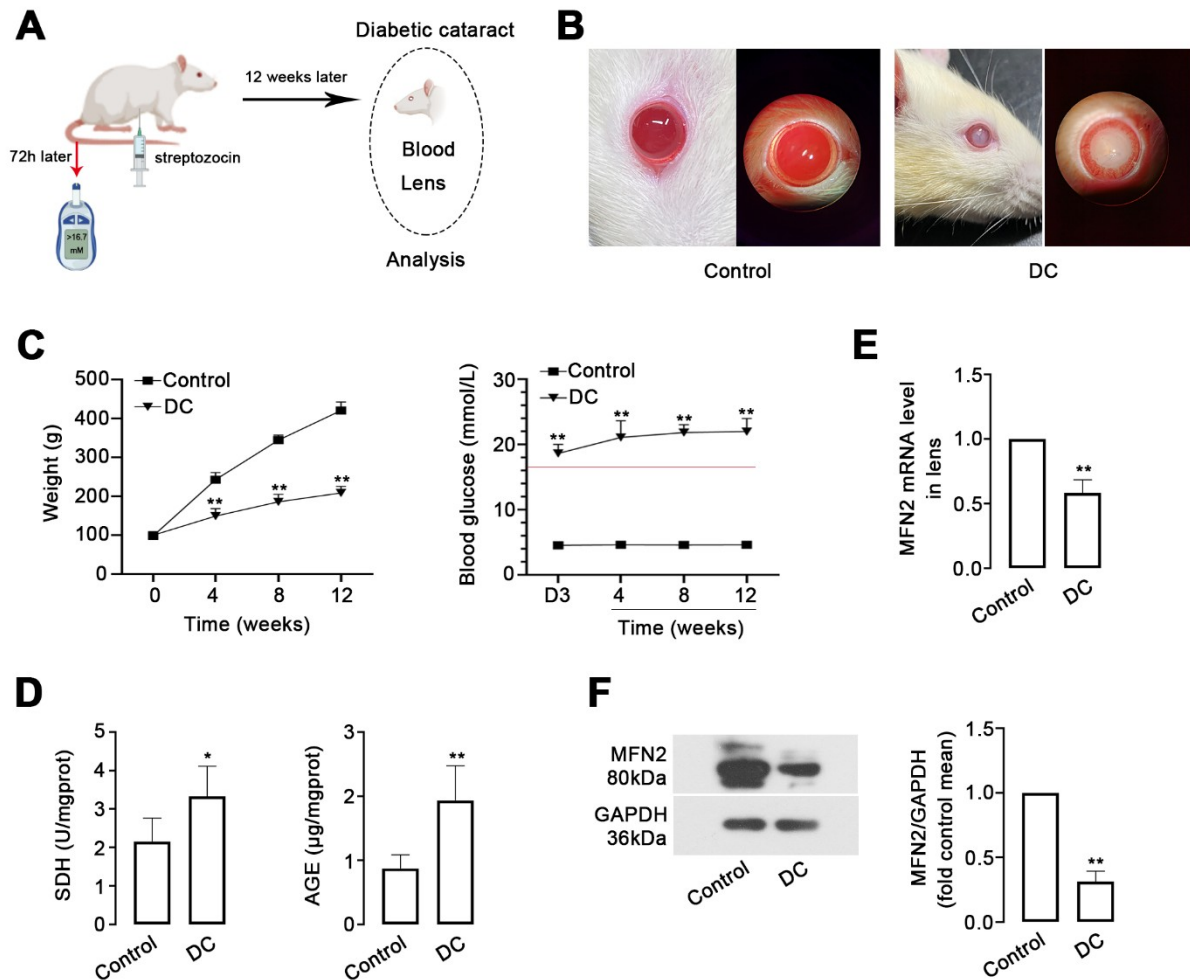 A
72h later
>16.7
mM
streptozocin
12 weeks later
Diabetic cataract
Blood
Lens
Analysis
B
Control
DC
C
Weight (g)
500
400
300
200
100
0
Control
DC
**
**
**
0
4
8
12
Time (weeks)
Blood glucose (mmol/L)
30
20
10
0
Control
DC
**
**
**
**
D3
4
8
12
Time (weeks)
E
MFN2 mRNA level
in lens
1.5
1.0
0.5
0.0
**
Control
DC
D
SDH (U/mgprot)
5
4
3
2
1
0
*
Control
DC
AGE (μg/mgprot)
3
2
1
0
**
Control
DC
F
MFN2
80kDa
GAPDH
36kDa
Control
DC
MFN2/GAPDH
(fold control mean)
1.5
1.0
0.5
0.0
**
Control
DC